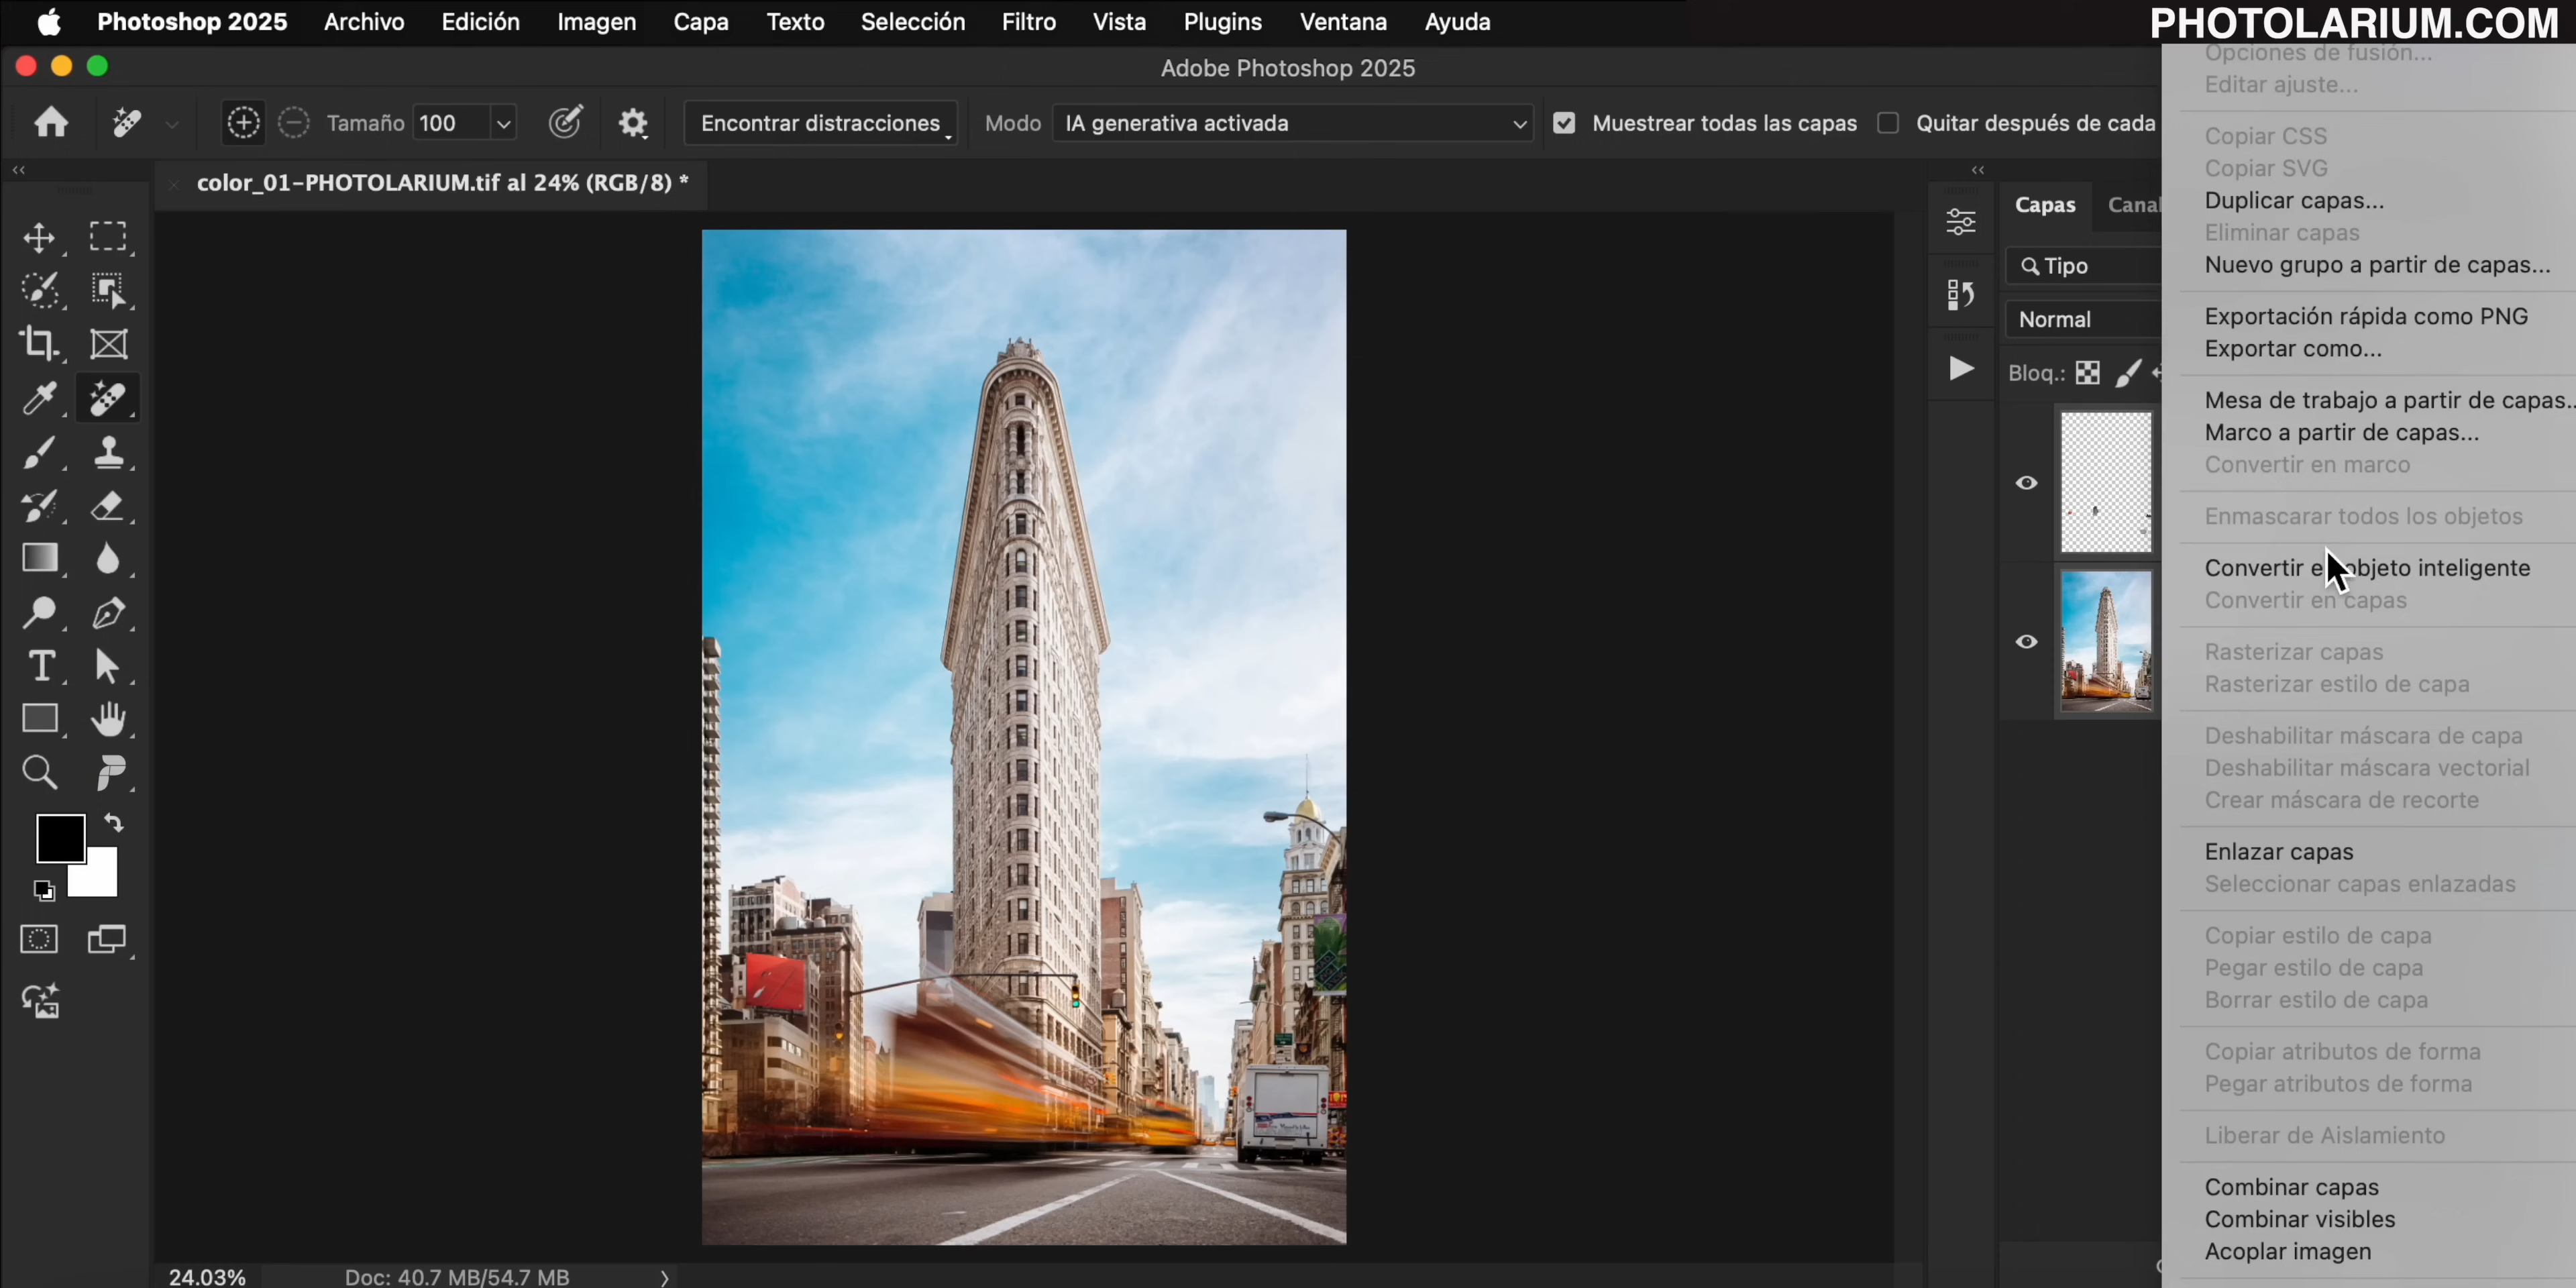 Photoshop 2025 Archivo Edición Imagen Capa Texto Selección Filtro Vista Plugins Ventana Ayuda
PHOTOLARIUM.COM
Adobe Photoshop 2025
Tamaño 100 Encontrar distracciones Modo IA generativa activada Muestrear todas las capas Quitar después de cada
color_01-PHOTOLARIUM.tif al 24% (RGB/8) *
Capas Canal
Tipo
Normal
Bloq.:
Opciones de fusión...
Editar ajuste...
Copiar CSS
Copiar SVG
Duplicar capas...
Eliminar capas
Nuevo grupo a partir de capas...
Exportación rápida como PNG
Exportar como...
Mesa de trabajo a partir de capas...
Marco a partir de capas...
Convertir en marco
Enmascarar todos los objetos
Convertir en objeto inteligente
Convertir en capas
Rasterizar capas
Rasterizar estilo de capa
Deshabilitar máscara de capa
Deshabilitar máscara vectorial
Crear máscara de recorte
Enlazar capas
Seleccionar capas enlazadas
Copiar estilo de capa
Pegar estilo de capa
Borrar estilo de capa
Copiar atributos de forma
Pegar atributos de forma
Liberar de Aislamiento
Combinar capas
Combinar visibles
Acoplar imagen
24.03% Doc: 40.7 MB/54.7 MB